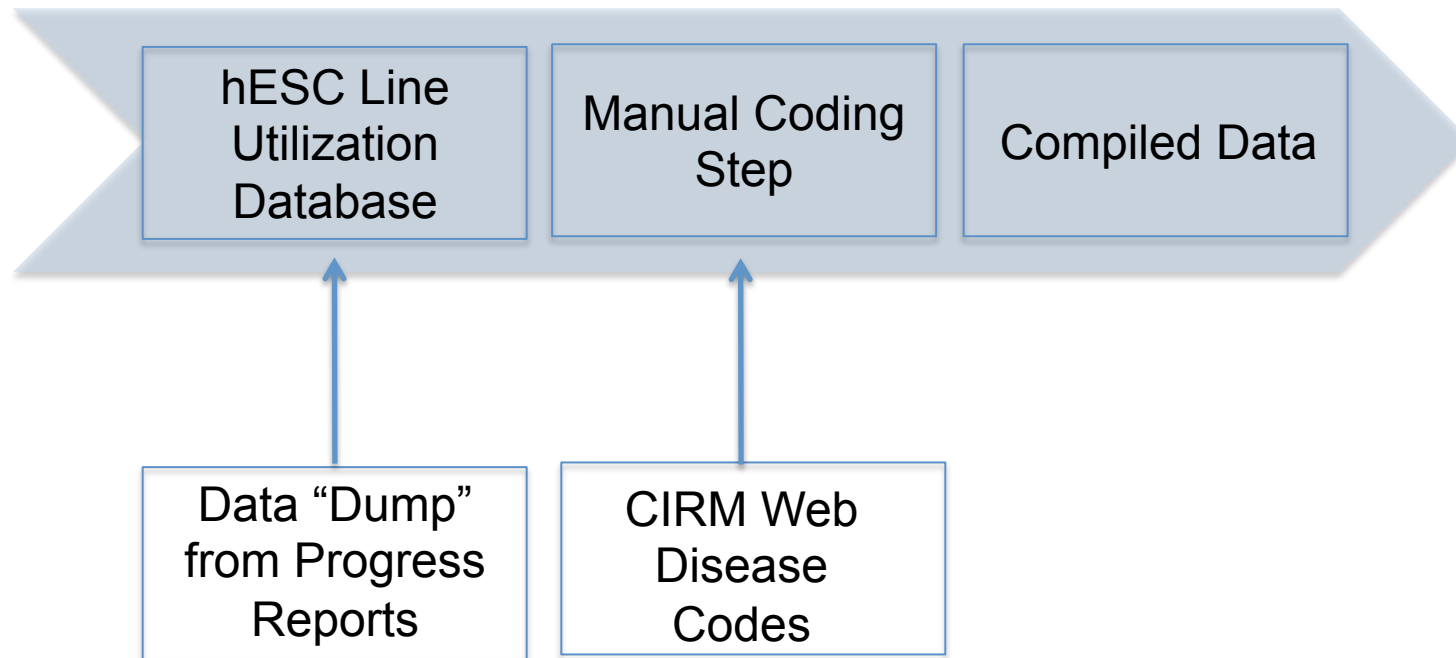 hESC Line
Utilization
Database
Manual Coding
Step
Compiled Data
Data “Dump”
from Progress
Reports
CIRM Web
Disease
Codes